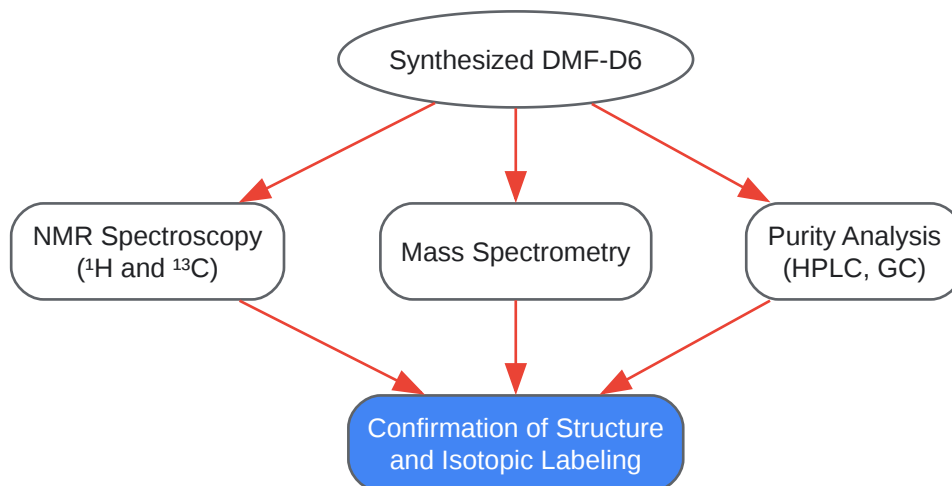 Synthesized DMF-D6
NMR Spectroscopy
(¹H and ¹³C)
Mass Spectrometry
Purity Analysis
(HPLC, GC)
Confirmation of Structure
and Isotopic Labeling